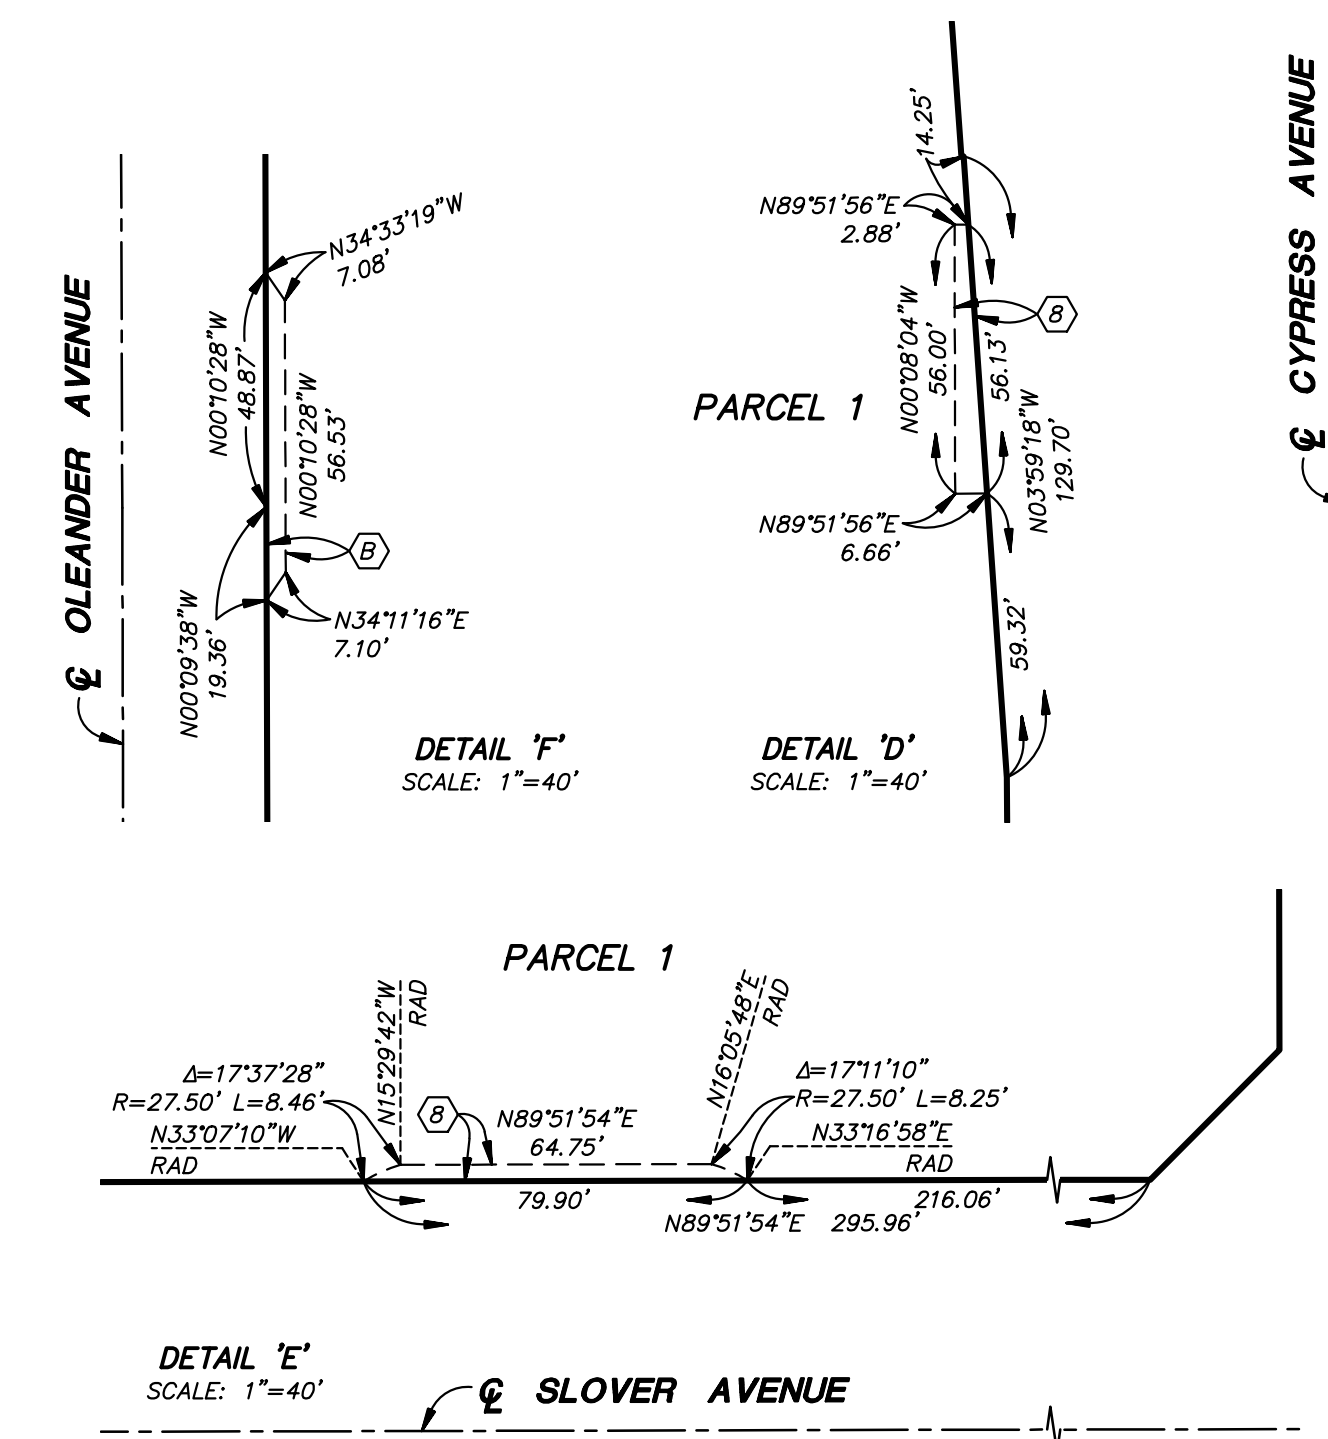 ℄ OLEANDER AVENUE
N34°33'19"W
7.08'
N00°10'28"W
48.87'
N00°10'28"W
56.53'
B
N34°11'16"E
7.10'
N00°09'38"W
19.36'
DETAIL 'F'
SCALE: 1"=40'
14.25'
N89°51'56"E
2.88'
N00°08'04"W
56.00'
8
56.13'
PARCEL 1
N03°59'18"W
129.70'
N89°51'56"E
6.66'
59.32'
DETAIL 'D'
SCALE: 1"=40'
℄ CYPRESS AVENUE
PARCEL 1
N15°29'42"W
RAD
N16°05'48"E
RAD
Δ=17°37'28"
R=27.50' L=8.46'
N33°07'10"W
RAD
8
N89°51'54"E
64.75'
Δ=17°11'10"
R=27.50' L=8.25'
N33°16'58"E
RAD
79.90'
216.06'
N89°51'54"E 295.96'
DETAIL 'E'
SCALE: 1"=40'
℄ SLOVER AVENUE